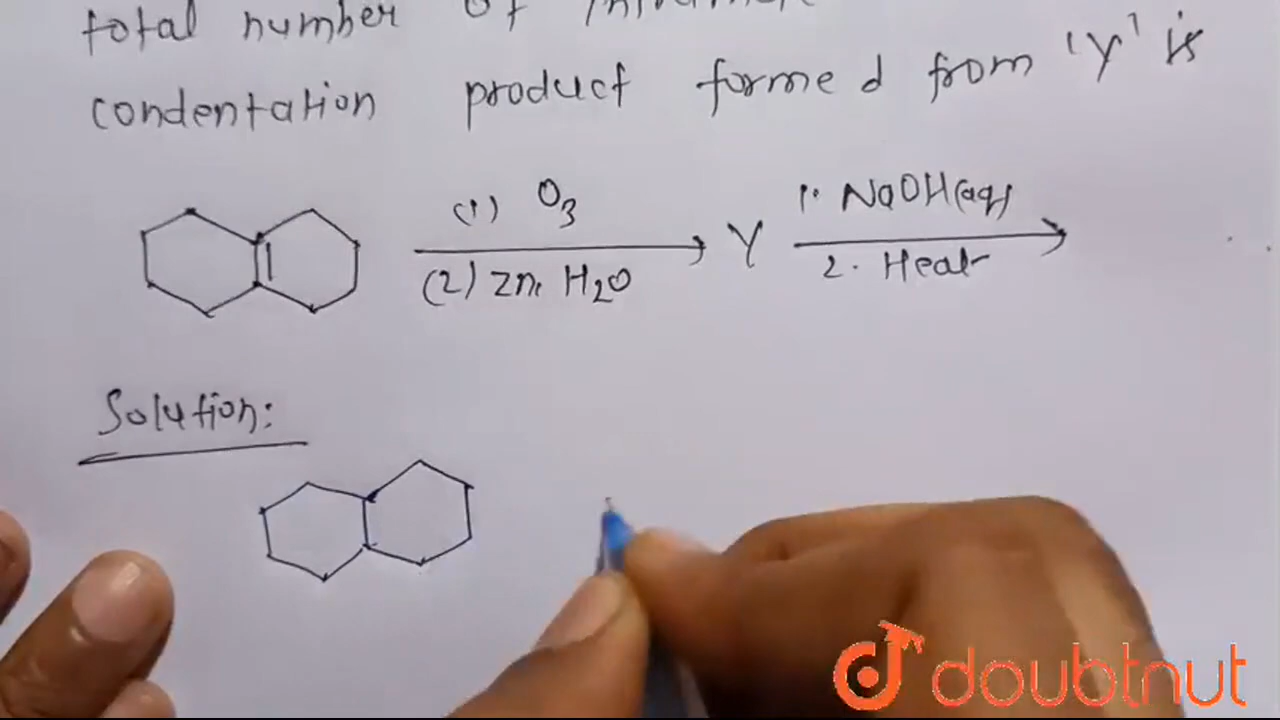 total number of
condentation product formed from 'Y' is
(1) O3
(2) Zn, H2O
Y
1. NaOH(aq)
2. Heat
Solution:
doubtnut